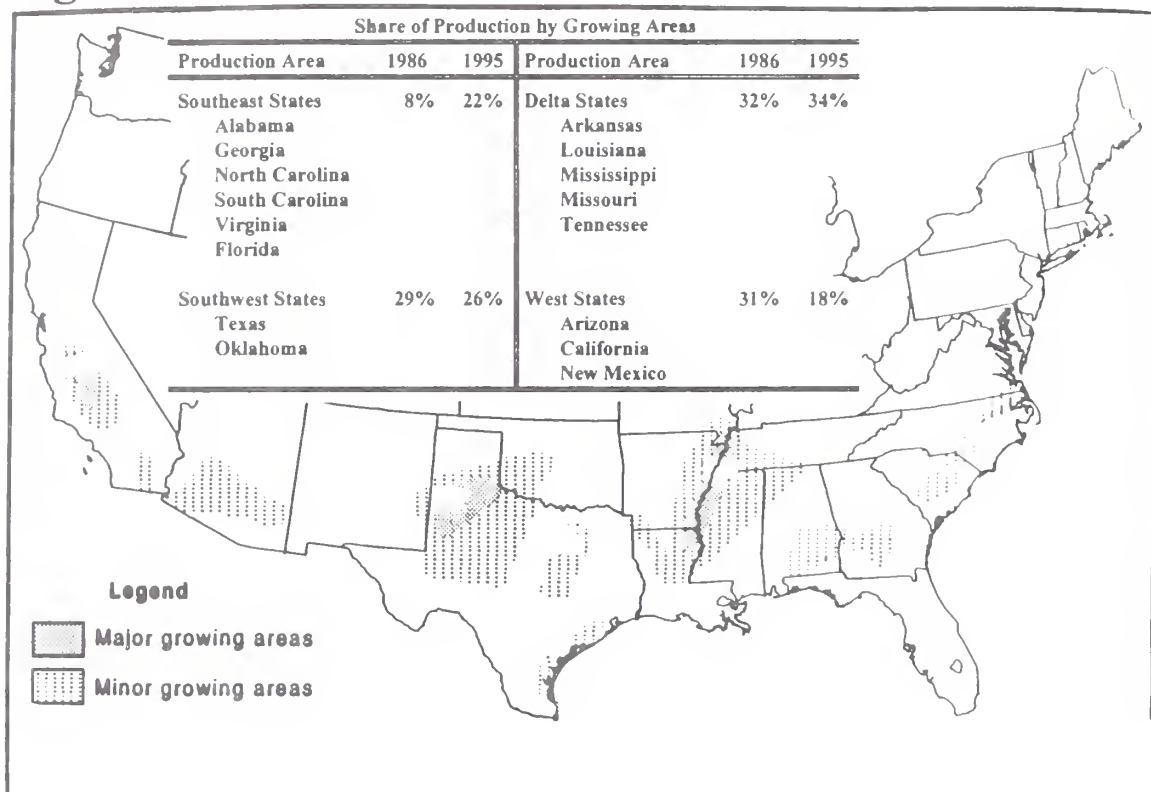 Share of Production by Growing Areas
Production Area 1986 1995 Production Area 1986 1995
Southeast States 8% 22% Delta States 32% 34%
Alabama Arkansas
Georgia Louisiana
North Carolina Mississippi
South Carolina Missouri
Virginia Tennessee
Florida
Southwest States 29% 26% West States 31% 18%
Texas Arizona
Oklahoma California
New Mexico
Legend
Major growing areas
Minor growing areas